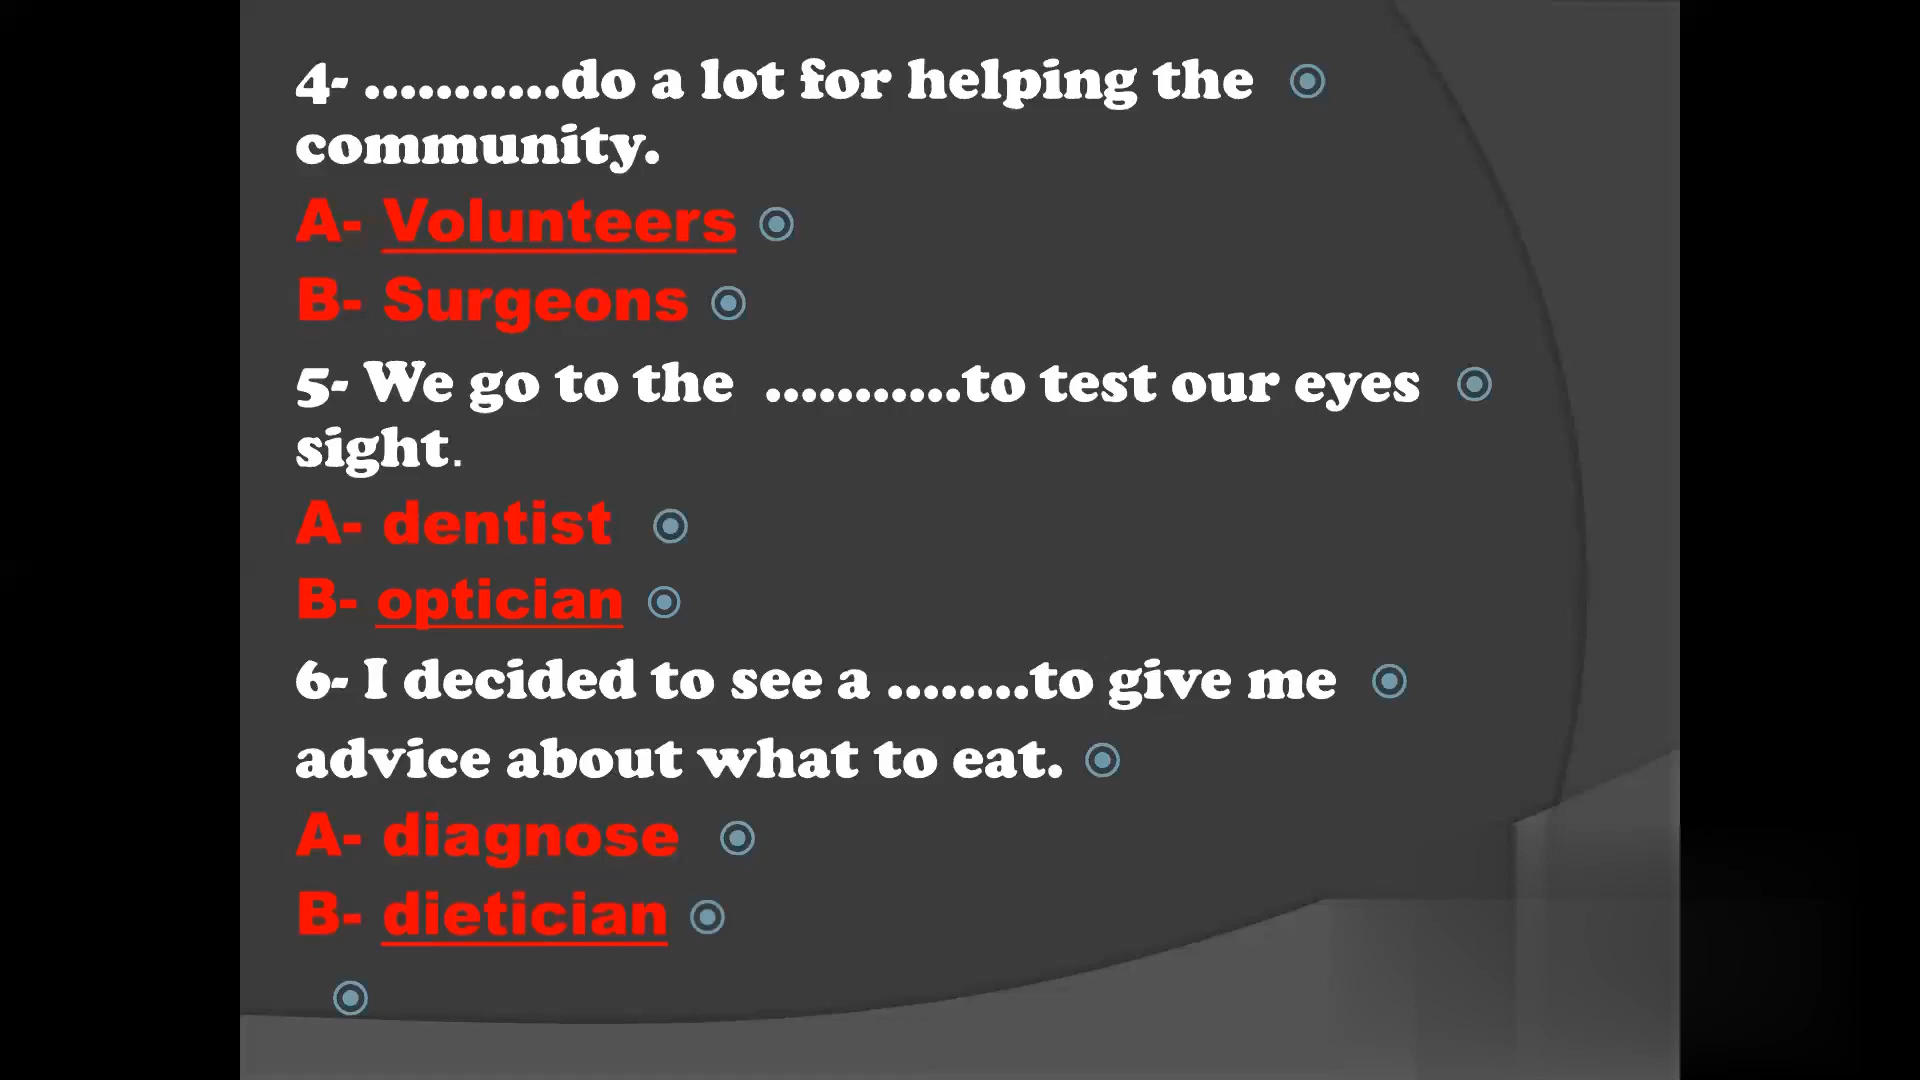 4- ...........do a lot for helping the
community.
A- Volunteers
B- Surgeons
5- We go to the ...........to test our eyes
sight.
A- dentist
B- optician
6- I decided to see a ........to give me
advice about what to eat.
A- diagnose
B- dietician